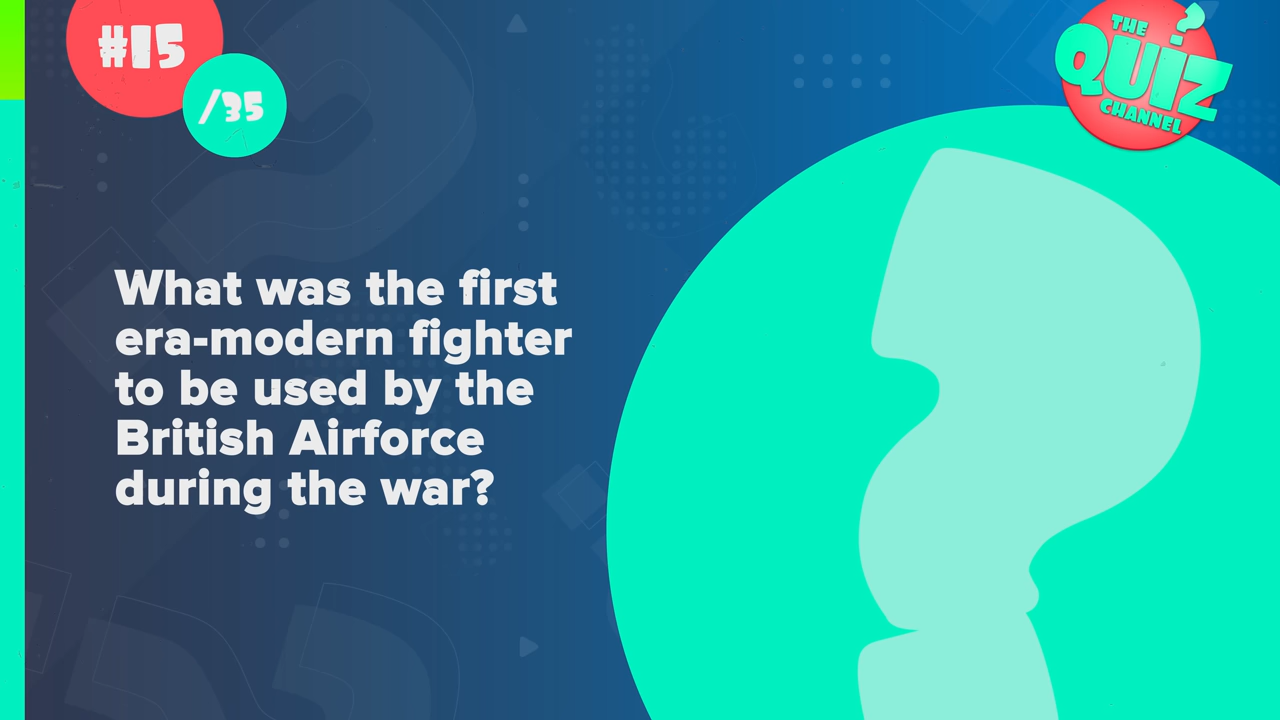 #15
/35
THE
QUIZ
CHANNEL
What was the first
era-modern fighter
to be used by the
British Airforce
during the war?